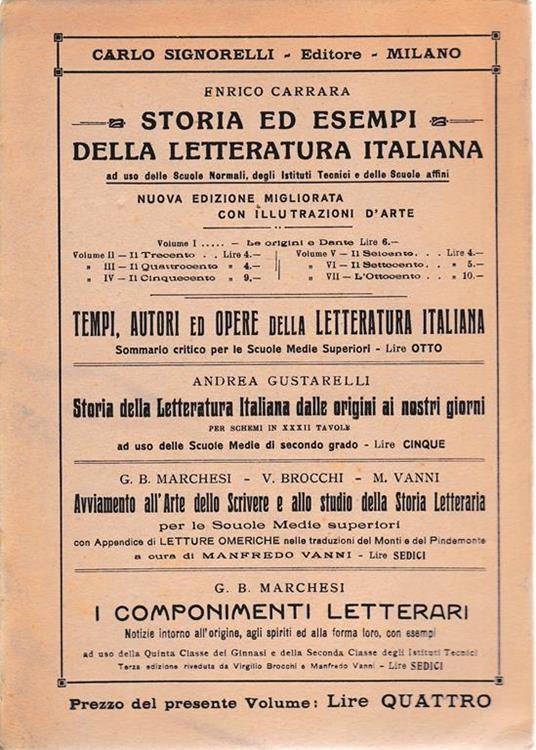 CARLO SIGNORELLI - Editore - MILANO
ENRICO CARRARA
STORIA ED ESEMPI
DELLA LETTERATURA ITALIANA
ad uso delle Scuole Normali, degli Istituti Tecnici e delle Scuole affini
NUOVA EDIZIONE MIGLIORATA
CON ILLUTRAZIONI D'ARTE
Volume I ..... - Le origini e Dante Lire 6.-
Volume II - Il Trecento . . Lire 4.-
" III - Il Quattrocento " 4.-
" IV - Il Cinquecento " 9.-
Volume V - Il Seicento. . . Lire 4.-
" VI - Il Settecento. . " 5.-
" VII - L'Ottocento . . " 10.-
TEMPI, AUTORI ED OPERE DELLA LETTERATURA ITALIANA
Sommario critico per le Scuole Medie Superiori - Lire OTTO
ANDREA GUSTARELLI
Storia della Letteratura Italiana dalle origini ai nostri giorni
PER SCHEMI IN XXXII TAVOLE
ad uso delle Scuole Medie di secondo grado - Lire CINQUE
G. B. MARCHESI - V. BROCCHI - M. VANNI
Avviamento all'Arte dello Scrivere e allo studio della Storia Letteraria
per le Scuole Medie superiori
con Appendice di LETTURE OMERICHE nelle traduzioni del Monti e del Pindemonte
a cura di MANFREDO VANNI - Lire SEDICI
G. B. MARCHESI
I COMPONIMENTI LETTERARI
Notizie intorno all'origine, agli spiriti ed alla forma loro, con esempi
ad uso della Quinta Classe dei Ginnasi e della Seconda Classe degli Istituti Tecnici
Terza edizione riveduta da Virgilio Brocchi e Manfredo Vanni - Lire SEDICI
Prezzo del presente Volume: Lire QUATTRO